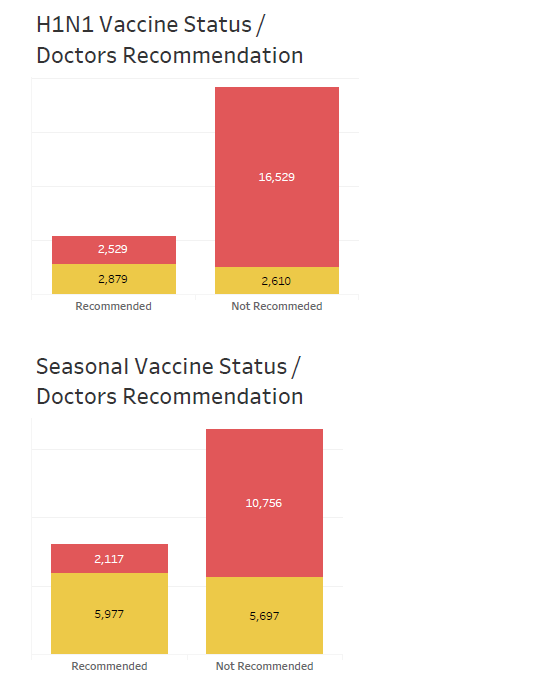 H1N1 Vaccine Status /
Doctors Recommendation
16,529
2,529
2,879
2,610
Recommended
Not Recommeded
Seasonal Vaccine Status /
Doctors Recommendation
10,756
2,117
5,977
5,697
Recommended
Not Recommended